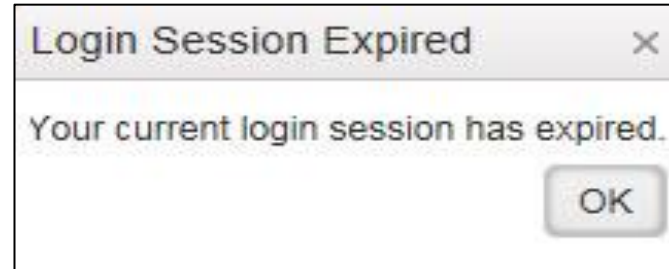 Login Session Expired ×
Your current login session has expired.
OK